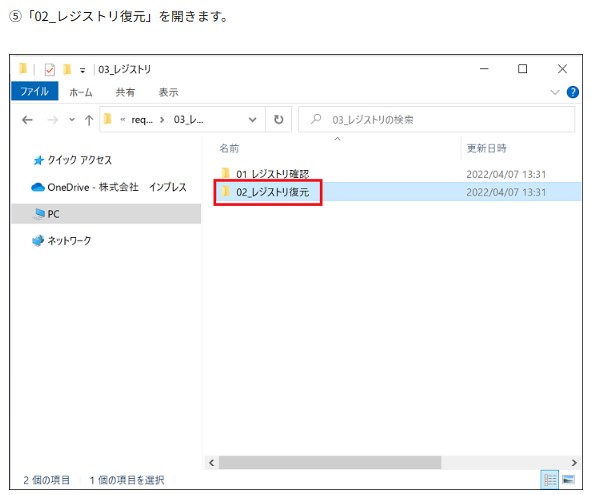 ⑤「02_レジストリ復元」を開きます。
03_レジストリ
ファイル ホーム 共有 表示
« req... › 03_レ... 03_レジストリの検索
名前 更新日時
クイック アクセス
01_レジストリ確認 2022/04/07 13:31
OneDrive - 株式会社 インプレス
02_レジストリ復元 2022/04/07 13:31
PC
ネットワーク
2 個の項目 1 個の項目を選択